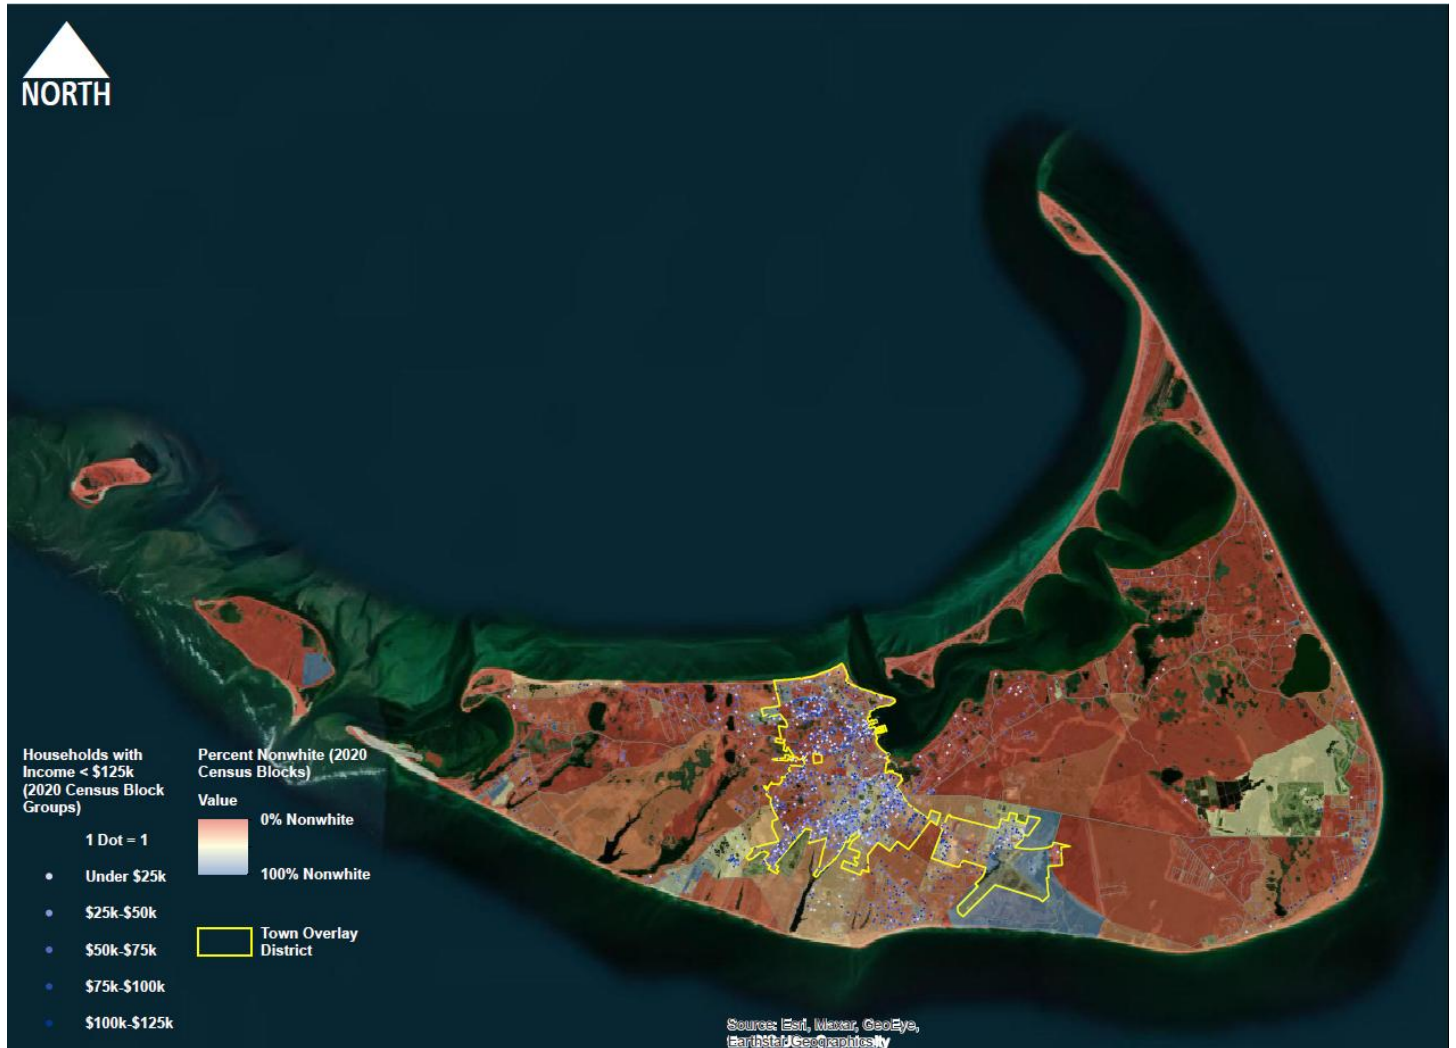 NORTH
Households with
Income < $125k
(2020 Census Block
Groups)
1 Dot = 1
Under $25k
$25k-$50k
$50k-$75k
$75k-$100k
$100k-$125k
Percent Nonwhite (2020
Census Blocks)
Value
0% Nonwhite
100% Nonwhite
Town Overlay
District
Source: Esri, Maxar, GeoEye,
Earthstar Geographics